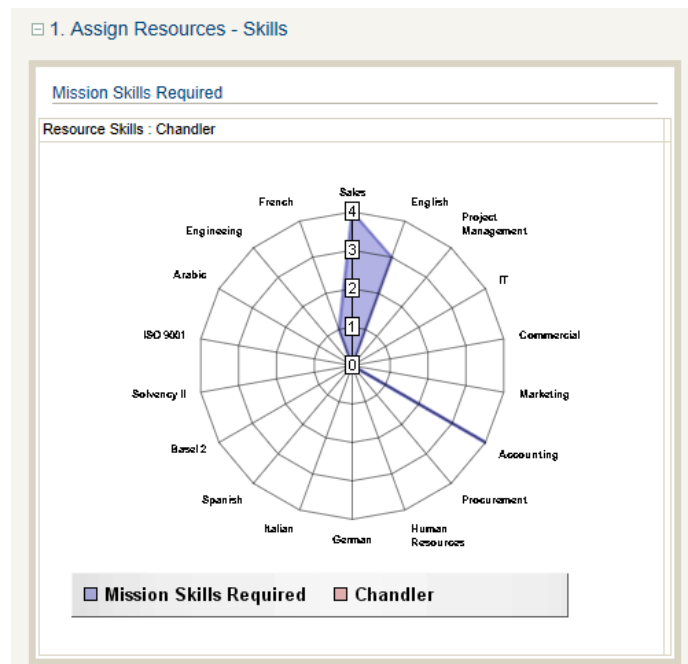 1. Assign Resources - Skills
Mission Skills Required
Resource Skills : Chandler
Sales
French
English
Project
Management
Engineeing
Arabic
IT
ISO 9001
Commercial
Solvency II
Marketing
Basel 2
Accounting
Spanish
Procurement
Italian
German
Human
Resources
4
3
2
1
0
Mission Skills Required
Chandler